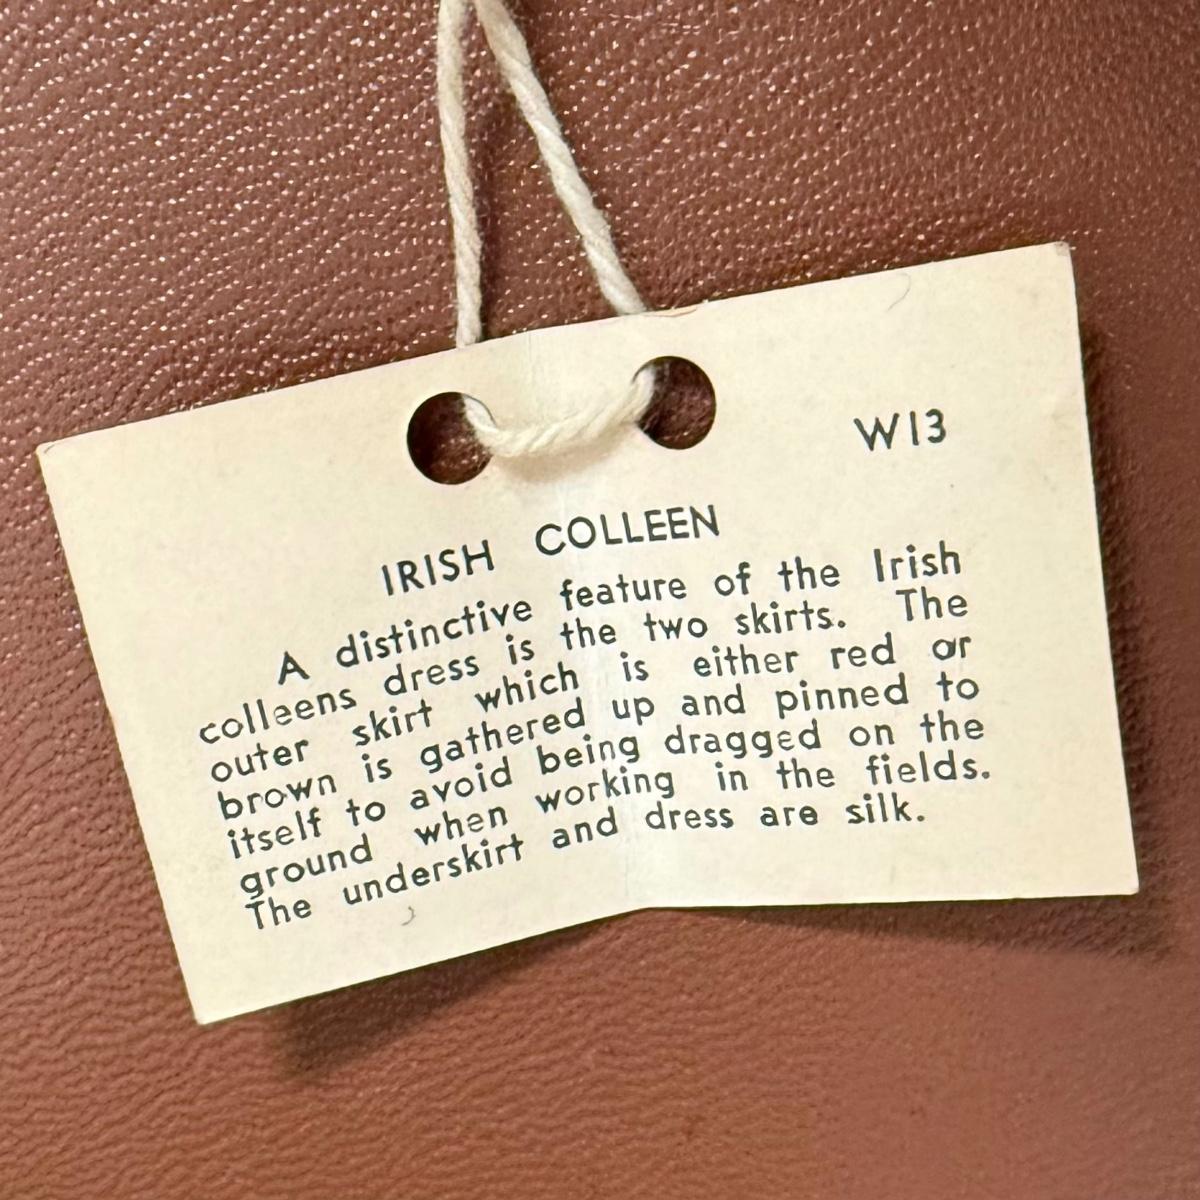 W13
IRISH COLLEEN
A distinctive feature of the Irish
colleens dress is the two skirts. The
outer skirt which is either red or
brown is gathered up and pinned to
itself to avoid being dragged on the
ground when working in the fields.
The underskirt and dress are silk.